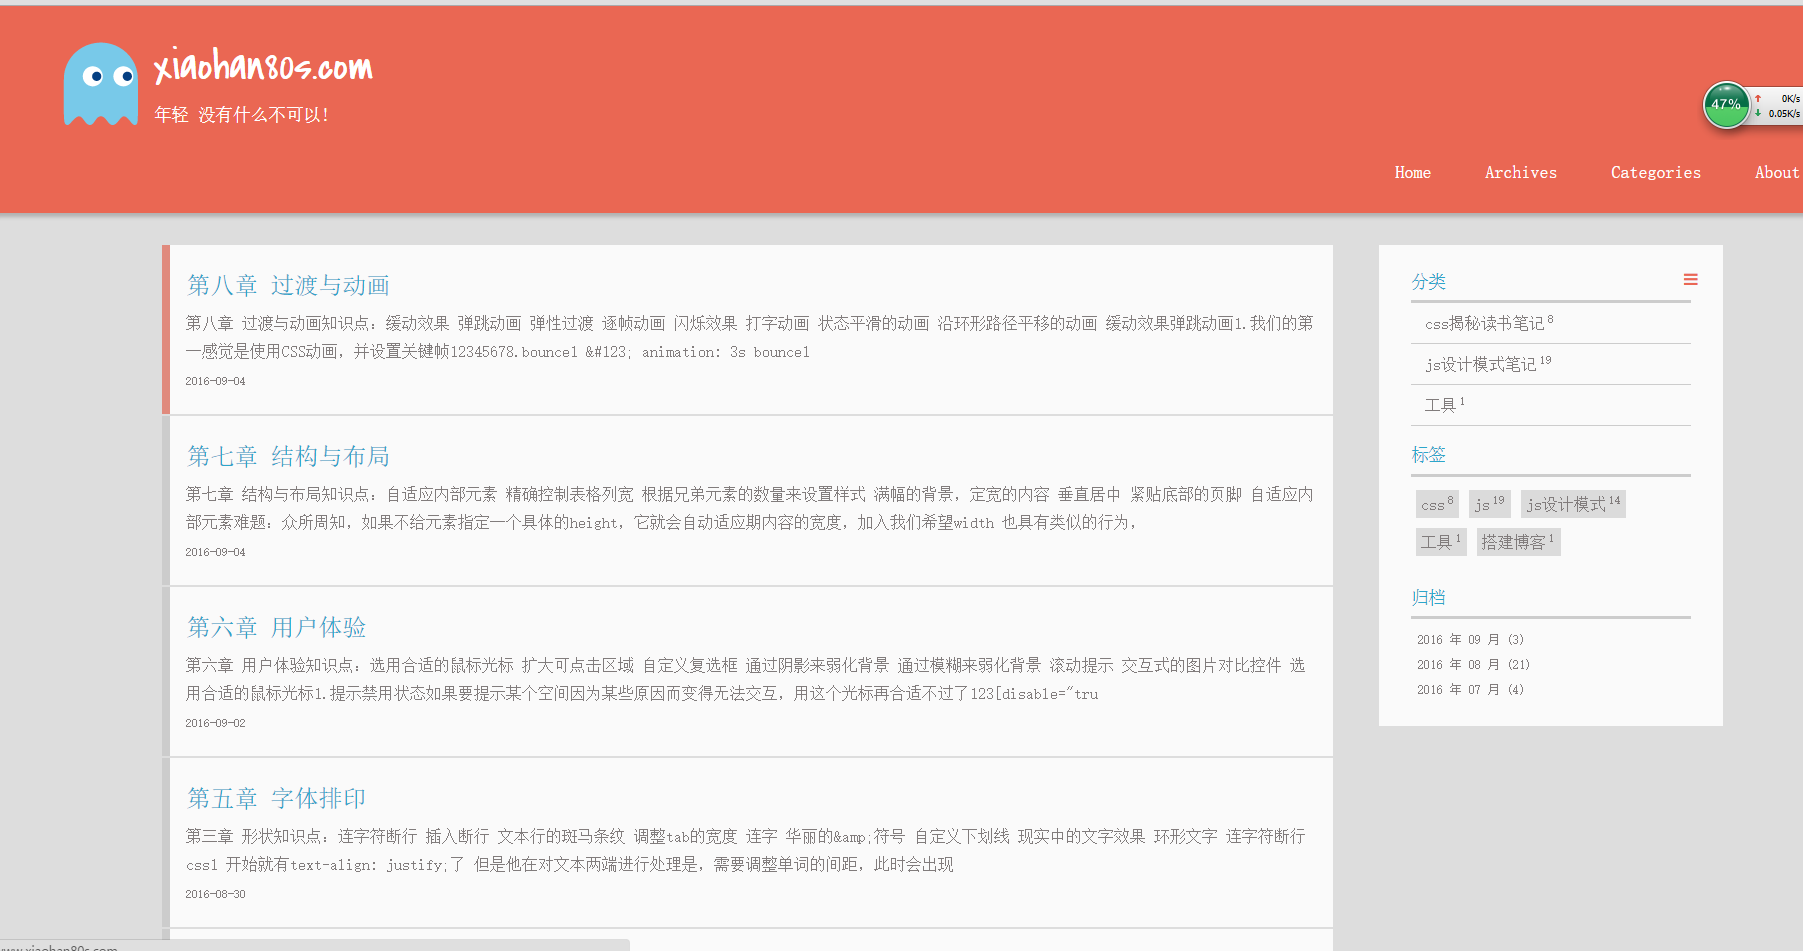 xiaohan80s.com
年轻 没有什么不可以!
47%
0K/s
0.05K/s
Home
Archives
Categories
About
第八章 过渡与动画
第八章 过渡与动画知识点：缓动效果 弹跳动画 弹性过渡 逐帧动画 闪烁效果 打字动画 状态平滑的动画 沿环形路径平移的动画 缓动效果弹跳动画1.我们的第
一感觉是使用CSS动画，并设置关键帧12345678.bounce1 &#123; animation: 3s bounce1
2016-09-04
第七章 结构与布局
第七章 结构与布局知识点：自适应内部元素 精确控制表格列宽 根据兄弟元素的数量来设置样式 满幅的背景，定宽的内容 垂直居中 紧贴底部的页脚 自适应内
部元素难题：众所周知，如果不给元素指定一个具体的height，它就会自动适应期内容的宽度，加入我们希望width 也具有类似的行为，
2016-09-04
第六章 用户体验
第六章 用户体验知识点：选用合适的鼠标光标 扩大可点击区域 自定义复选框 通过阴影来弱化背景 通过模糊来弱化背景 滚动提示 交互式的图片对比控件 选
用合适的鼠标光标1.提示禁用状态如果要提示某个空间因为某些原因而变得无法交互，用这个光标再合适不过了123[disable="tru
2016-09-02
第五章 字体排印
第三章 形状知识点：连字符断行 插入断行 文本行的斑马条纹 调整tab的宽度 连字 华丽的&amp;符号 自定义下划线 现实中的文字效果 环形文字 连字符断行
css1 开始就有text-align: justify;了 但是他在对文本两端进行处理是，需要调整单词的间距，此时会出现
2016-08-30
分类
css揭秘读书笔记 8
js设计模式笔记 19
工具 1
标签
css 8 js 19 js设计模式 14
工具 1 搭建博客 1
归档
2016 年 09 月 (3)
2016 年 08 月 (21)
2016 年 07 月 (4)
www.xiaohan80s.com